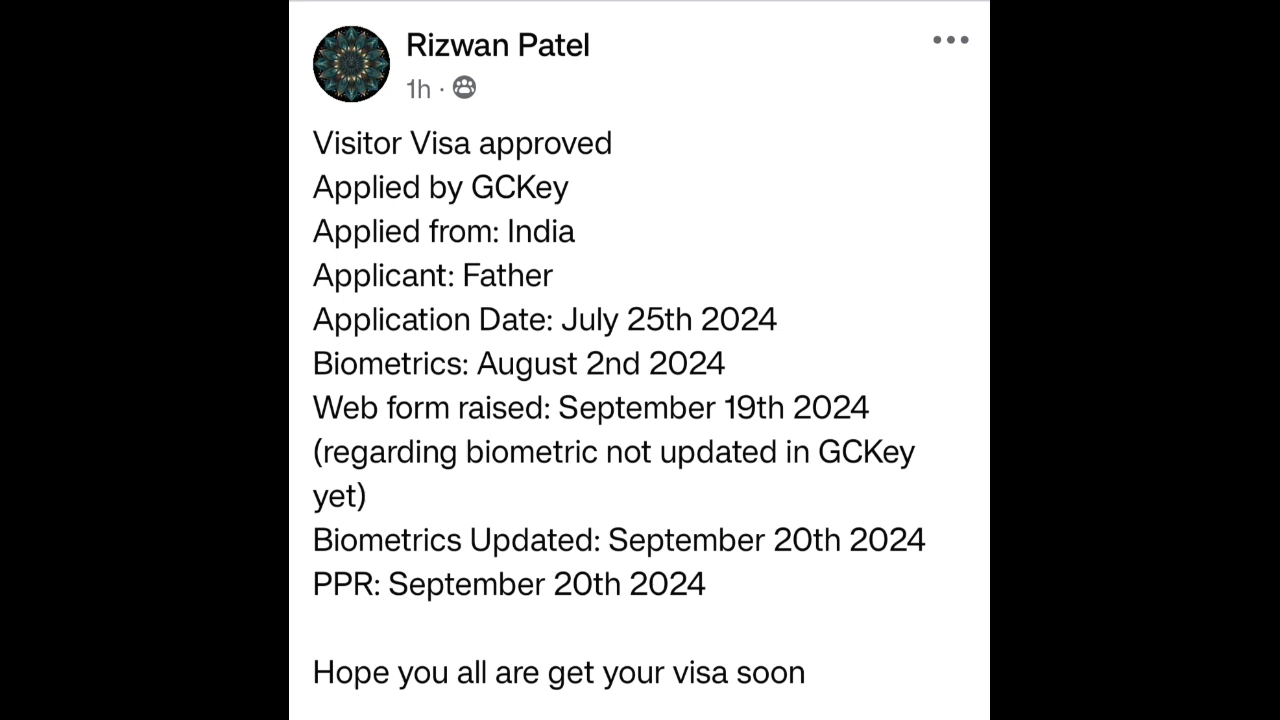 Rizwan Patel
1h ·
Visitor Visa approved
Applied by GCKey
Applied from: India
Applicant: Father
Application Date: July 25th 2024
Biometrics: August 2nd 2024
Web form raised: September 19th 2024
(regarding biometric not updated in GCKey
yet)
Biometrics Updated: September 20th 2024
PPR: September 20th 2024
Hope you all are get your visa soon